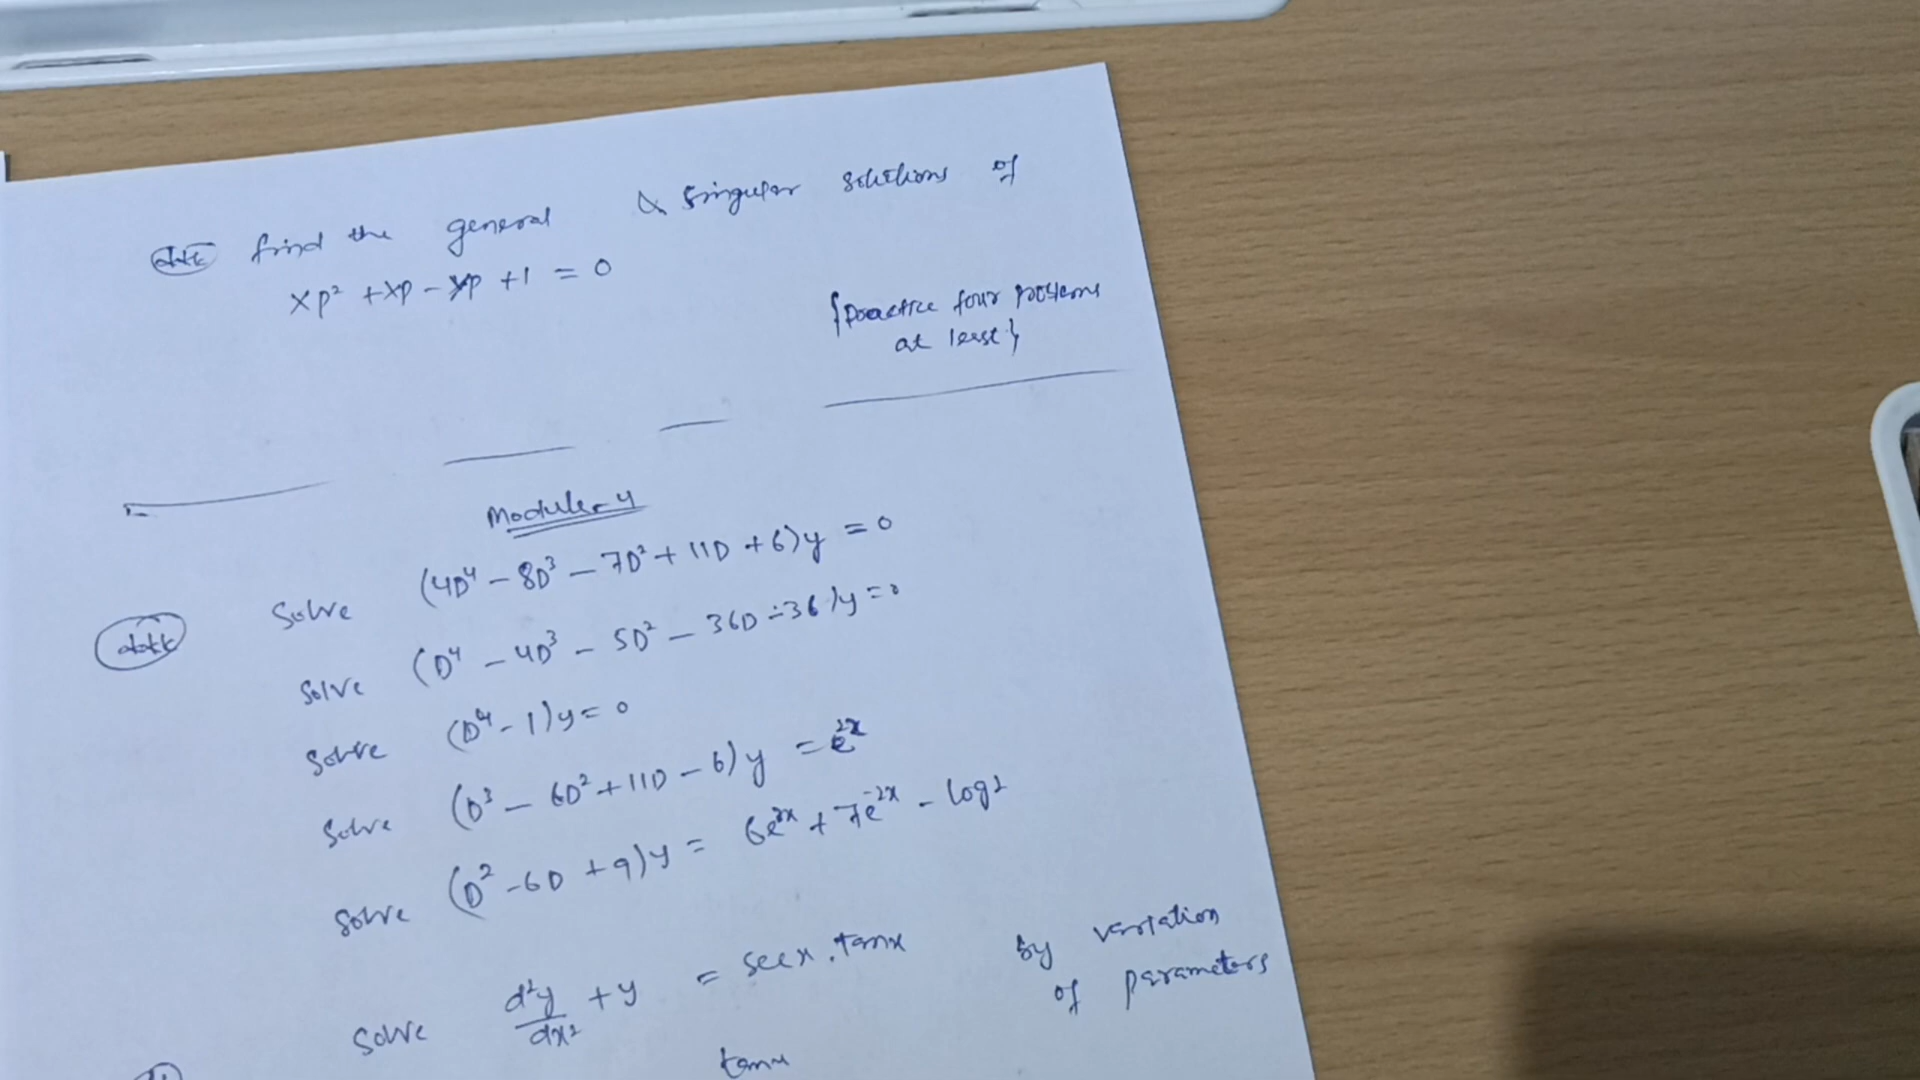 find the general & singular solutions of
xp² + xp - yp + 1 = 0
{Practice four problems
at least}
Module-4
Solve (4D⁴ - 8D³ - 7D² + 11D + 6)y = 0
Solve (D⁴ - 4D³ - 5D² - 36D - 36)y = 0
Solve (D⁴ - 1)y = 0
Solve (D³ - 6D² + 11D - 6)y = e²ˣ
Solve (D² - 6D + 9)y = 6e³ˣ + 7e⁻²ˣ - log2
Solve d²y/dx² + y = secx.tanx by variation
of parameters
tanx